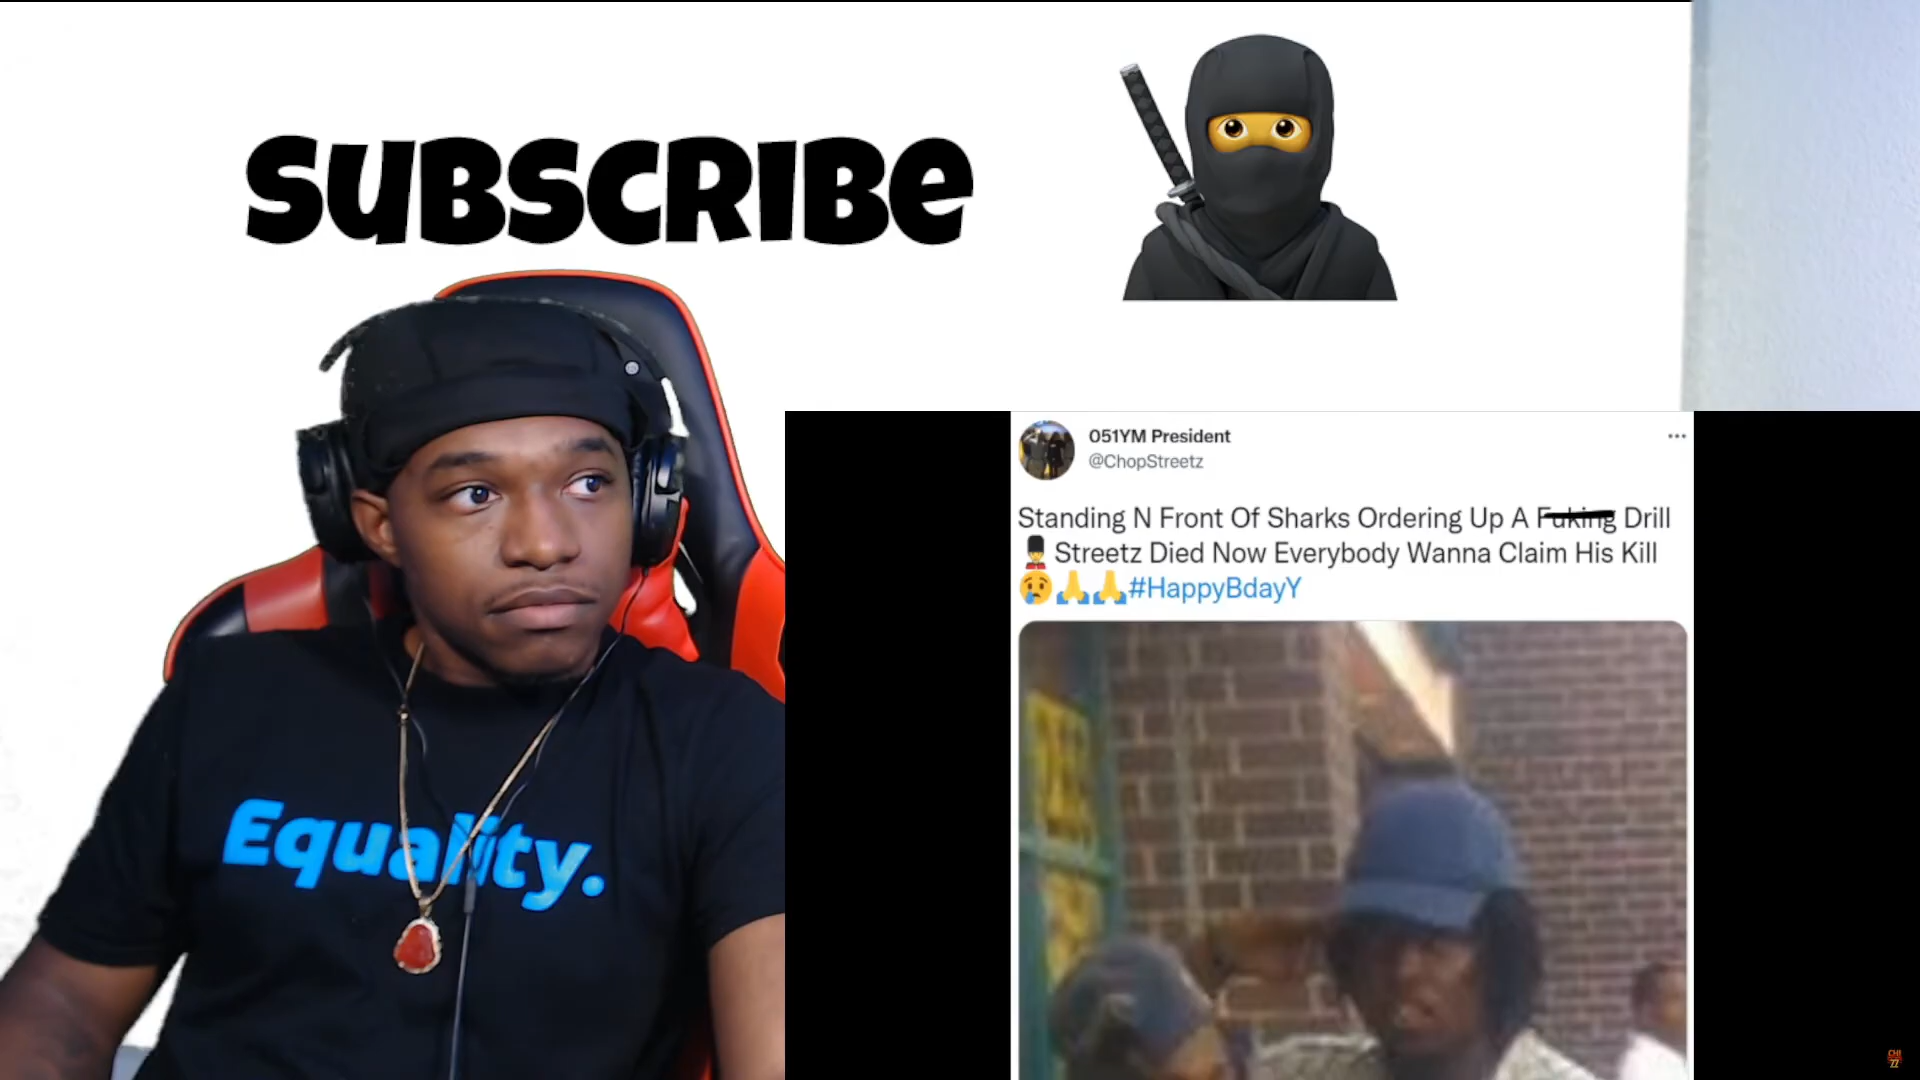 SUBSCRIBE
051YM President
@ChopStreetz
Standing N Front Of Sharks Ordering Up A Fuking Drill
💂Streetz Died Now Everybody Wanna Claim His Kill
😢🙏🙏#HappyBdayY
Equality.
CHI